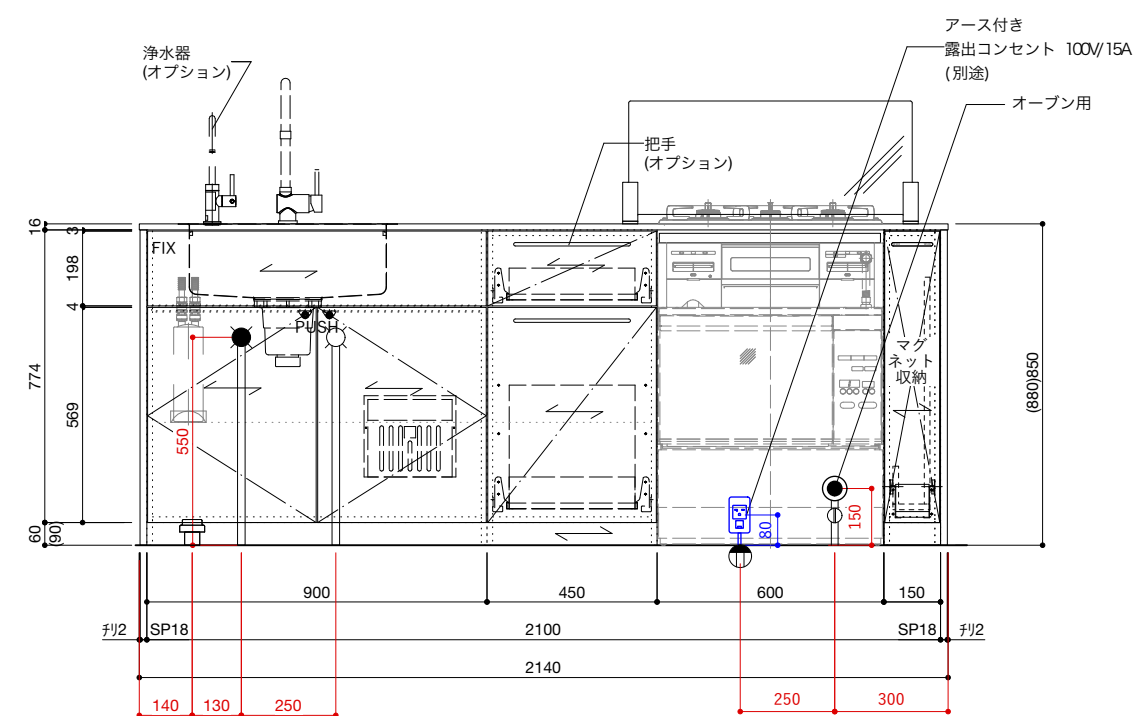 アース付き
露出コンセント 100V/15A
(別途)
オーブン用
浄水器
(オプション)
把手
(オプション)
FIX
PUSH
マグ
ネット
収納
16
3
198
4
774
569
550
60
(90)
(880)850
150
80
900
450
600
150
チリ2
SP18
2100
SP18
チリ2
2140
140
130
250
250
300